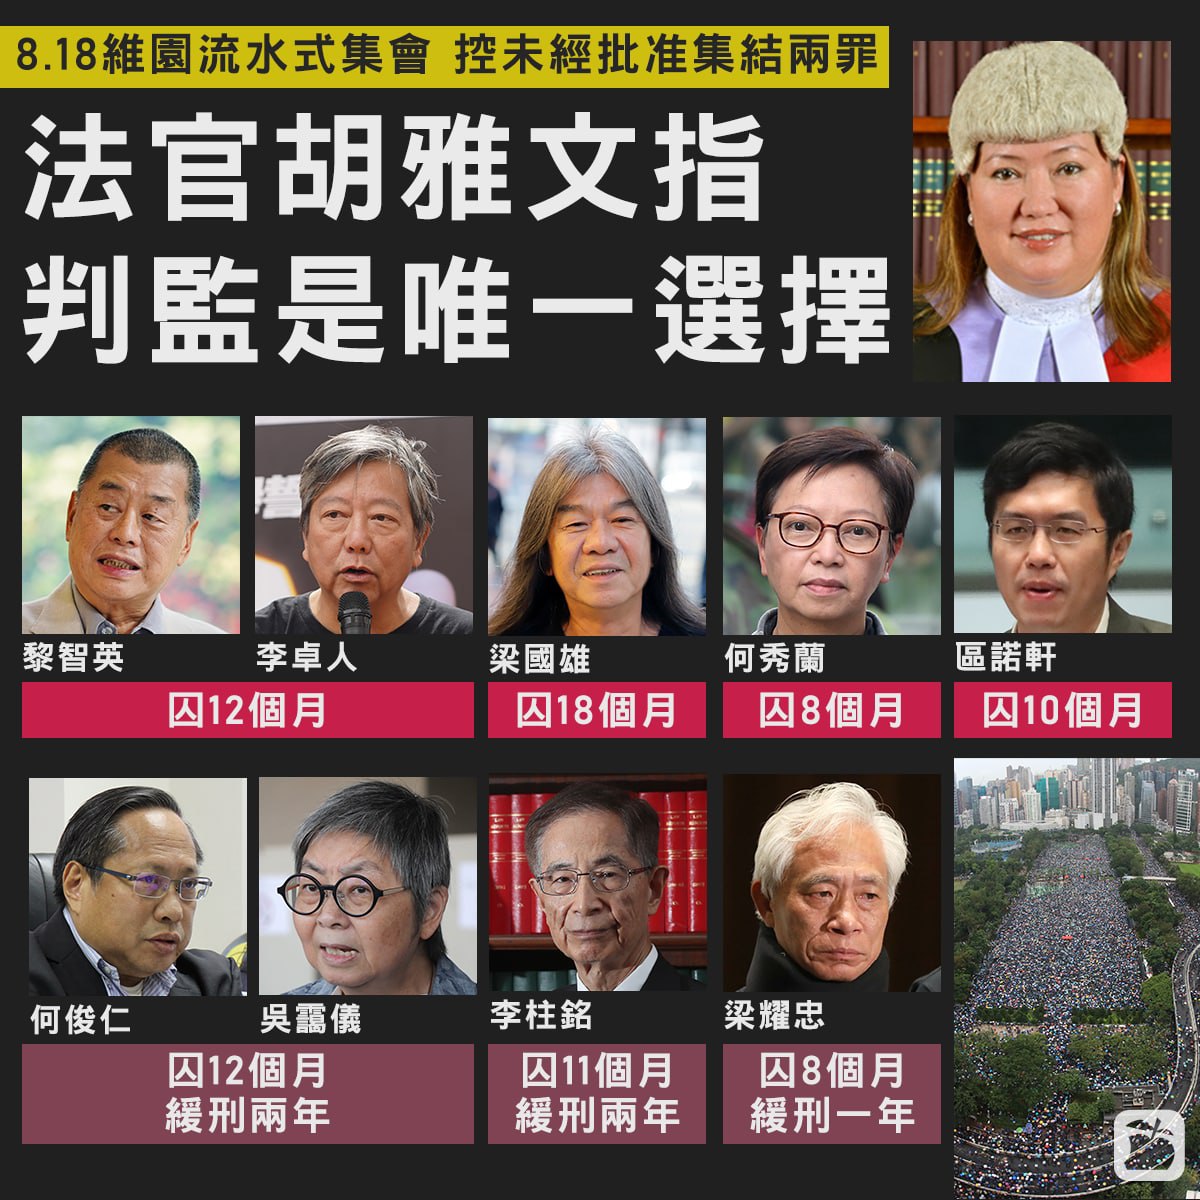 8.18維園流水式集會 控未經批准集結兩罪
法官胡雅文指
判監是唯一選擇
黎智英
李卓人
梁國雄
何秀蘭
區諾軒
囚12個月
囚18個月
囚8個月
囚10個月
何俊仁
吳靄儀
李柱銘
梁耀忠
囚12個月
緩刑兩年
囚11個月
緩刑兩年
囚8個月
緩刑一年